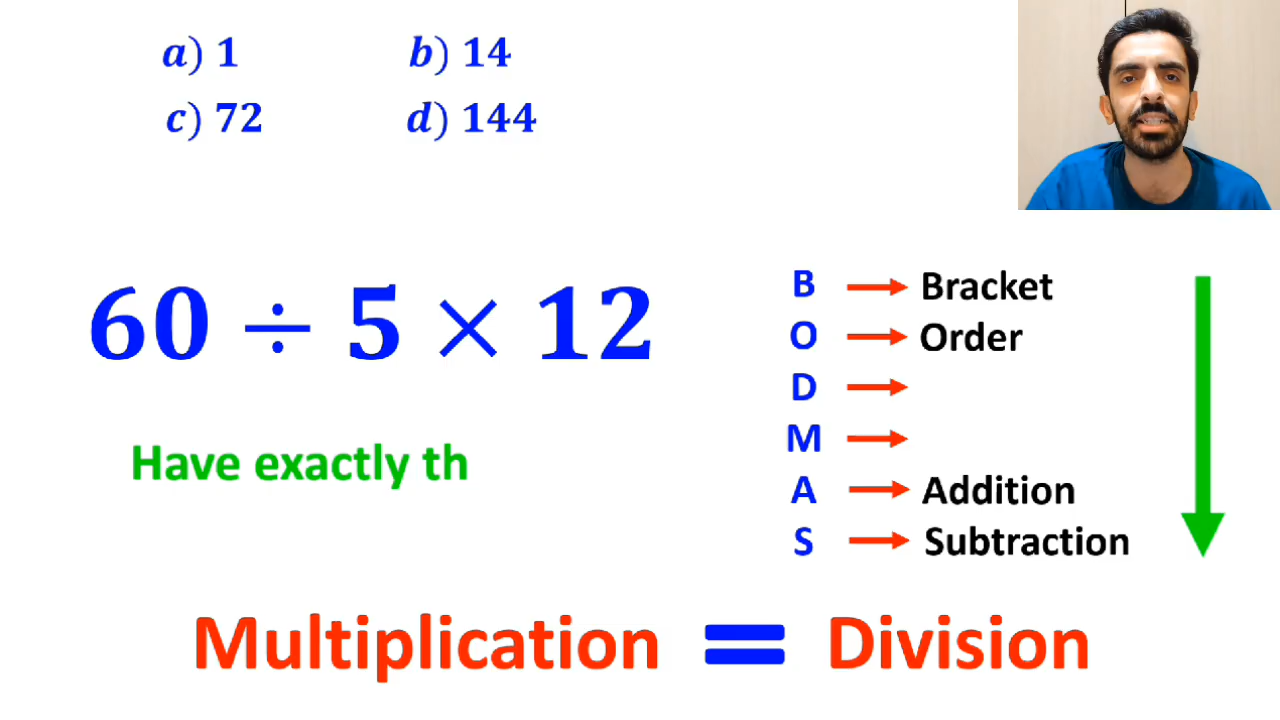 a) 1 b) 14
c) 72 d) 144
60 ÷ 5 × 12
Have exactly th
B → Bracket
O → Order
D →
M →
A → Addition
S → Subtraction
Multiplication = Division